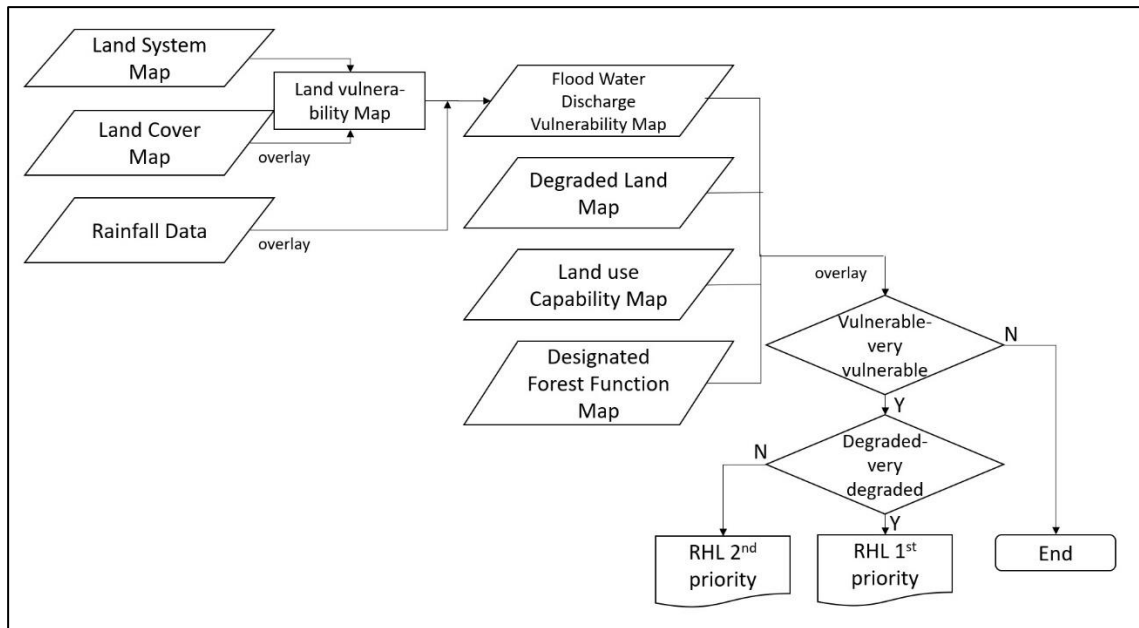 Land System
Map
Land Cover
Map
overlay
Rainfall Data
overlay
Land vulnera-
bility Map
Flood Water
Discharge
Vulnerability Map
Degraded Land
Map
Land use
Capability Map
Designated
Forest Function
Map
overlay
Vulnerable-
very
vulnerable
N
Y
Degraded-
very
degraded
N
Y
RHL 2nd
priority
RHL 1st
priority
End